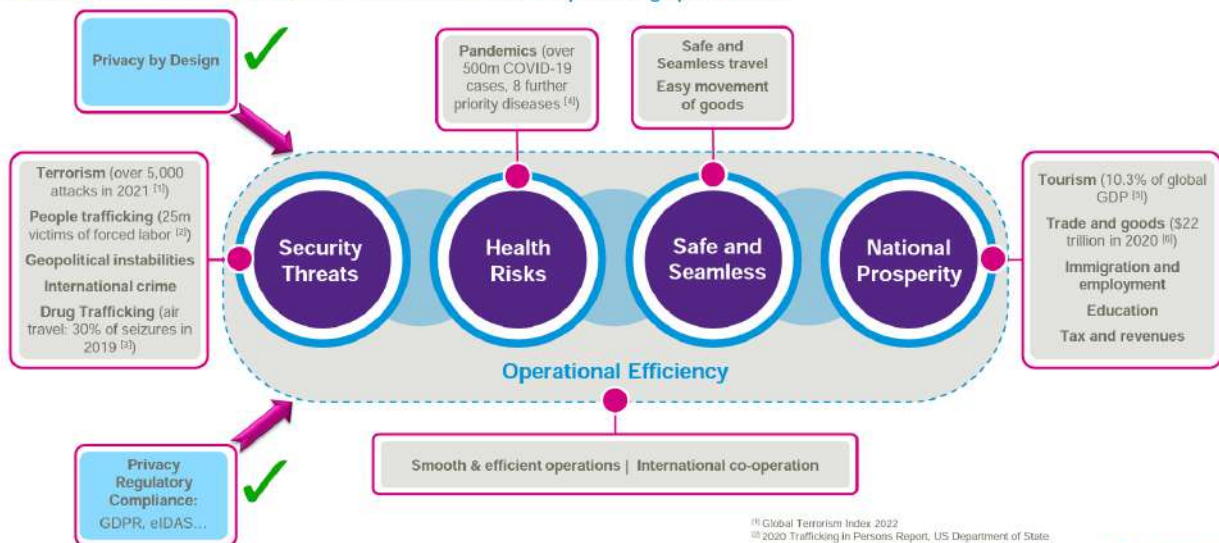 Privacy by Design
Pandemics (over
500m COVID-19
cases, 8 further
priority diseases [4])
Safe and
Seamless travel
Easy movement
of goods
Terrorism (over 5,000
attacks in 2021 [1])
People trafficking (25m
victims of forced labor [2])
Geopolitical instabilities
International crime
Drug Trafficking (air
travel: 30% of seizures in
2019 [3])
Security
Threats
Health
Risks
Safe and
Seamless
National
Prosperity
Tourism (10.3% of global
GDP [5])
Trade and goods ($22
trillion in 2020 [6])
Immigration and
employment
Education
Tax and revenues
Operational Efficiency
Smooth & efficient operations | International co-operation
Privacy
Regulatory
Compliance:
GDPR, eIDAS...
[1] Global Terrorism Index 2022
[2] 2020 Trafficking in Persons Report, US Department of State